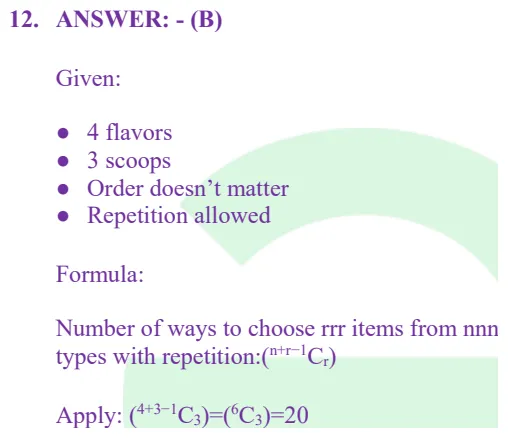 12. ANSWER: - (B)
Given:
● 4 flavors
● 3 scoops
● Order doesn’t matter
● Repetition allowed
Formula:
Number of ways to choose rrr items from nnn
types with repetition:(ⁿ⁺ʳ⁻¹Cᵣ)
Apply: (⁴⁺³⁻¹C₃)=(⁶C₃)=20